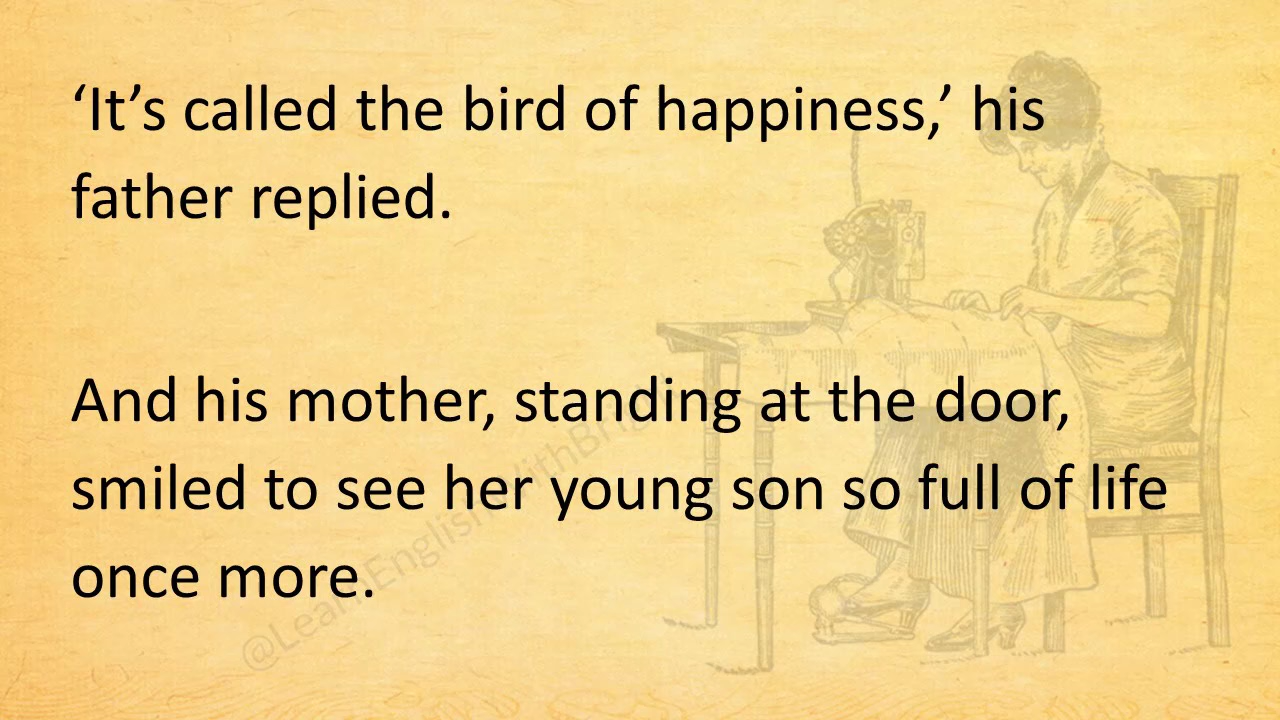 ‘It’s called the bird of happiness,’ his
father replied.
And his mother, standing at the door,
smiled to see her young son so full of life
once more.